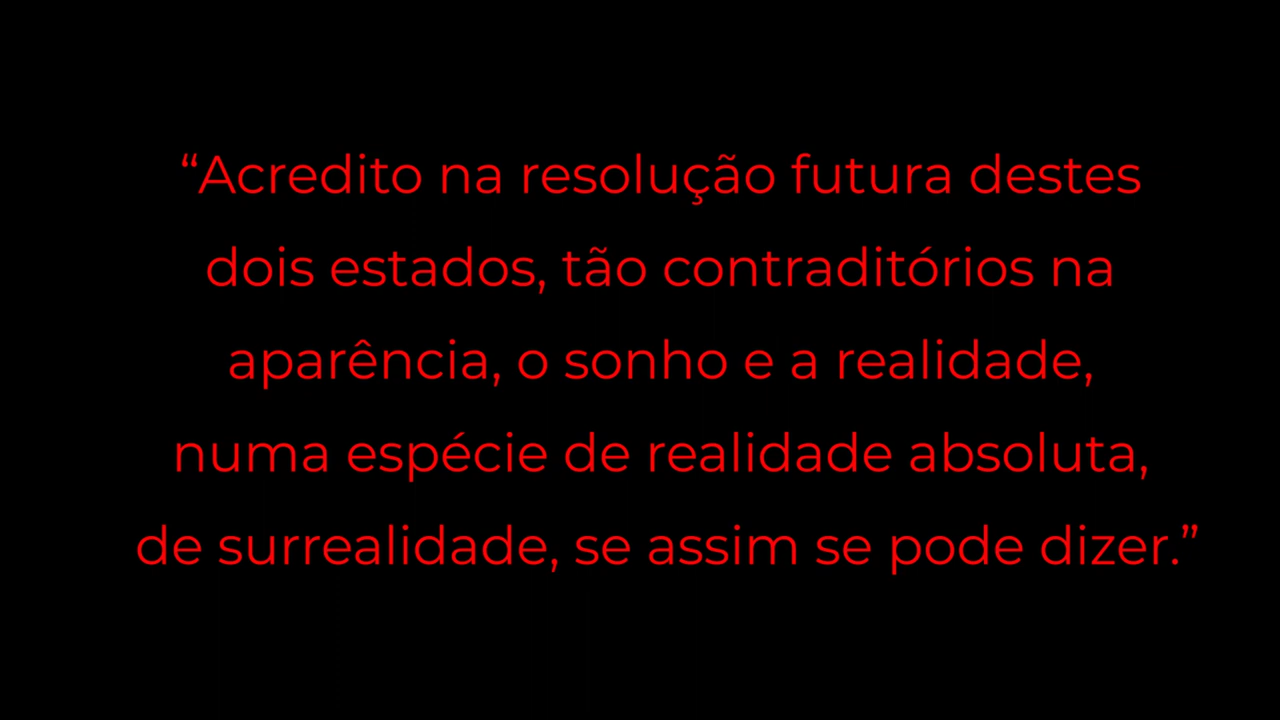 “Acredito na resolução futura destes
dois estados, tão contraditórios na
aparência, o sonho e a realidade,
numa espécie de realidade absoluta,
de surrealidade, se assim se pode dizer.”